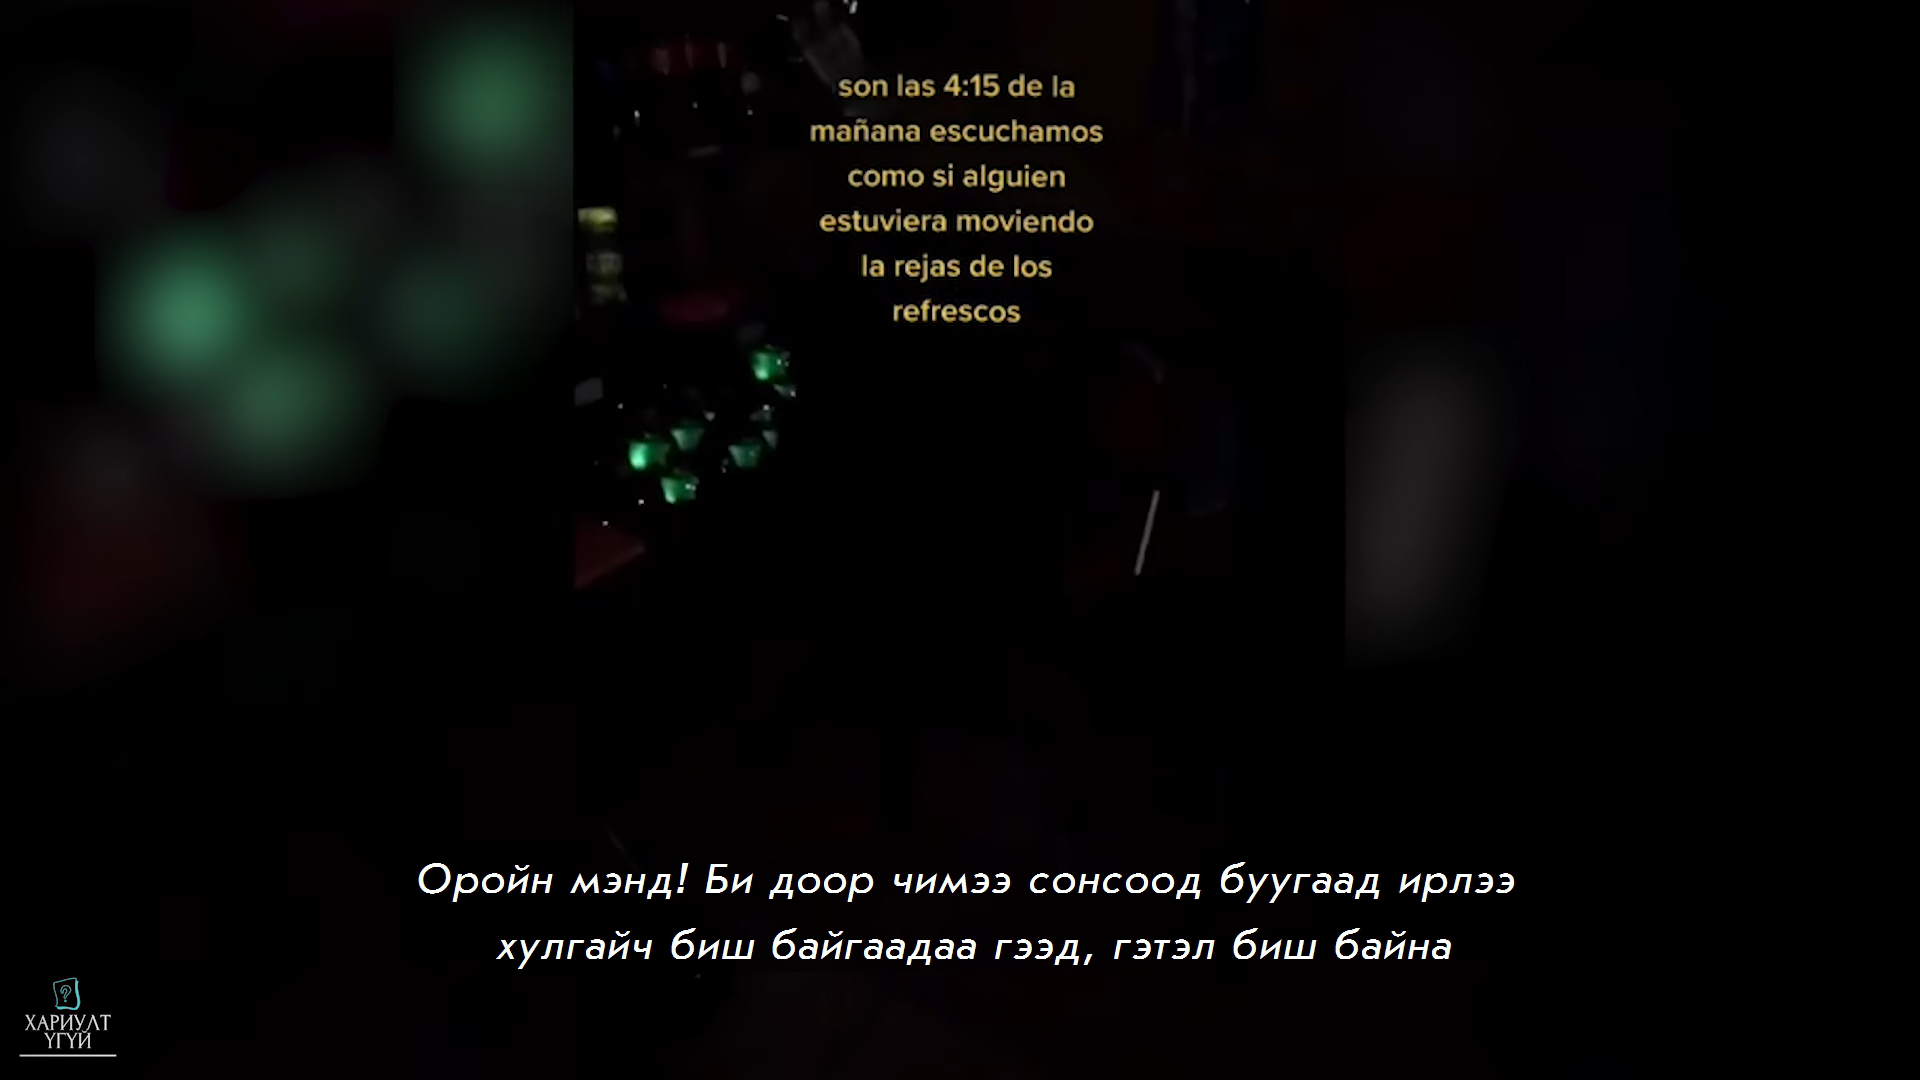 son las 4:15 de la
mañana escuchamos
como si alguien
estuviera moviendo
la rejas de los
refrescos
Оройн мэнд! Би доор чимээ сонсоод буугаад ирлээ
хулгайч биш байгаадаа гээд, гэтэл биш байна
?
ХАРИУЛТ
ҮГҮЙ